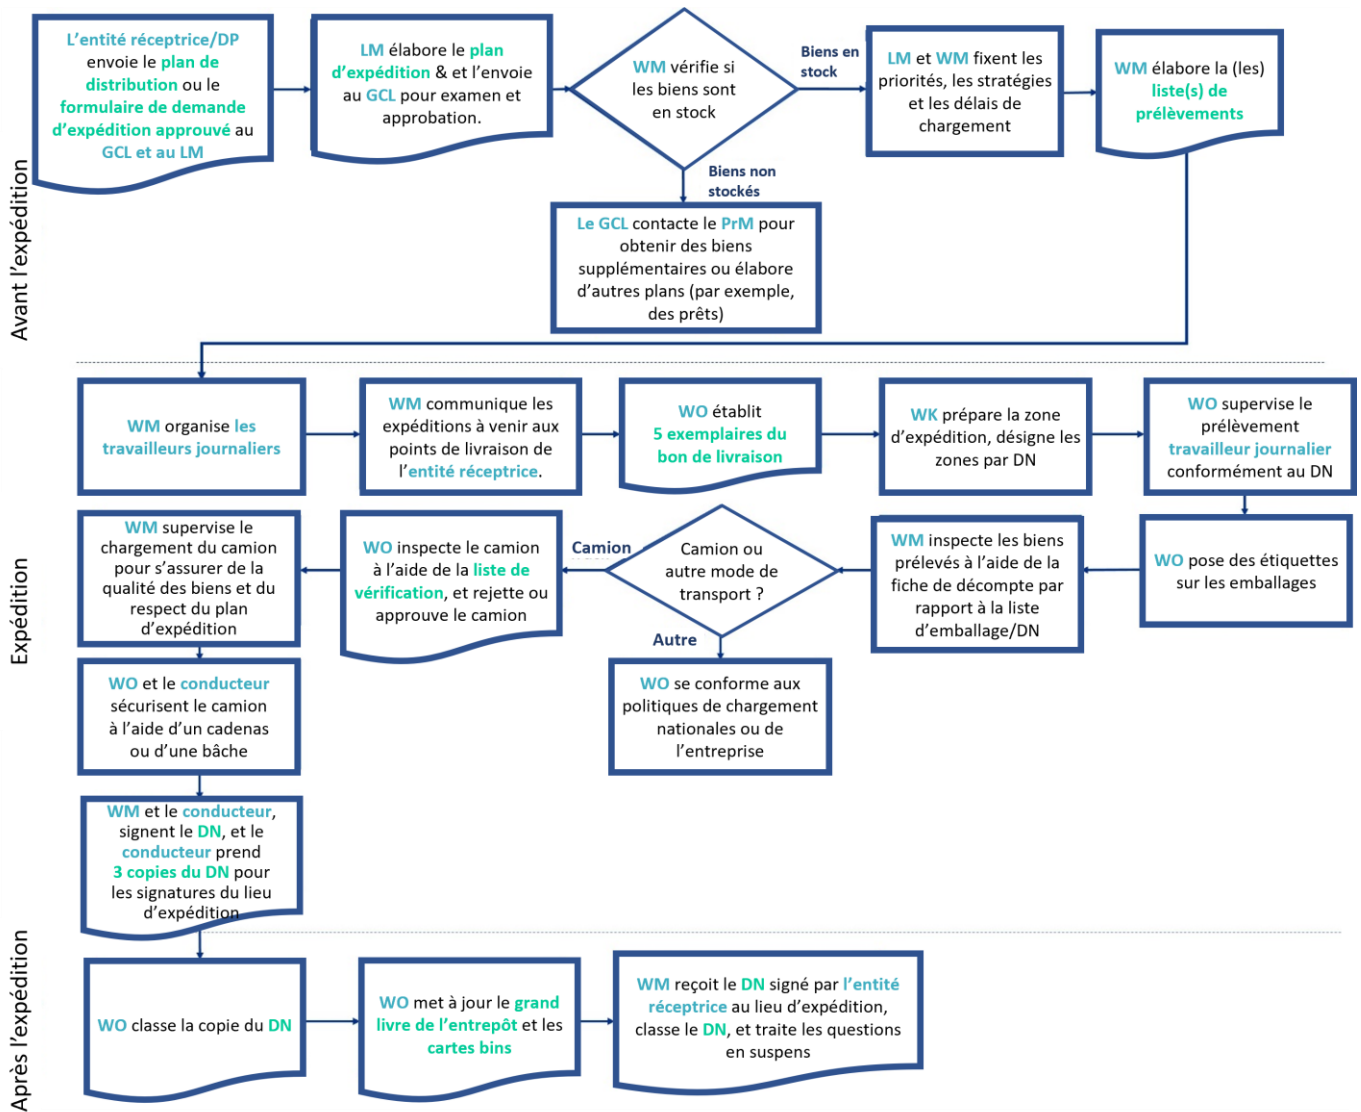 Avant l'expédition
L'entité réceptrice/DP
envoie le plan de
distribution ou le
formulaire de demande
d'expédition approuvé au
GCL et au LM
LM élabore le plan
d'expédition & et l'envoie
au GCL pour examen et
approbation.
WM vérifie si
les biens sont
en stock
Biens en
stock
LM et WM fixent les
priorités, les stratégies
et les délais de
chargement
WM élabore la (les)
liste(s) de
prélèvements
Biens non
stockés
Le GCL contacte le PrM pour
obtenir des biens
supplémentaires ou élabore
d'autres plans (par exemple,
des prêts)
Expédition
WM organise les
travailleurs journaliers
WM communique les
expéditions à venir aux
points de livraison de
l'entité réceptrice.
WO établit
5 exemplaires du
bon de livraison
WK prépare la zone
d'expédition, désigne les
zones par DN
WO supervise le
prélèvement
travailleur journalier
conformément au DN
WO pose des étiquettes
sur les emballages
WM inspecte les biens
prélevés à l'aide de la
fiche de décompte par
rapport à la liste
d'emballage/DN
Camion ou
autre mode de
transport ?
Camion
WO inspecte le camion
à l'aide de la liste de
vérification, et rejette ou
approuve le camion
WM supervise le
chargement du camion
pour s'assurer de la
qualité des biens et du
respect du plan
d'expédition
Autre
WO se conforme aux
politiques de chargement
nationales ou de
l'entreprise
WO et le conducteur
sécurisent le camion
à l'aide d'un cadenas
ou d'une bâche
WM et le conducteur,
signent le DN, et le
conducteur prend
3 copies du DN pour
les signatures du lieu
d'expédition
Après l'expédition
WO classe la copie du DN
WO met à jour le grand
livre de l'entrepôt et les
cartes bins
WM reçoit le DN signé par l'entité
réceptrice au lieu d'expédition,
classe le DN, et traite les questions
en suspens